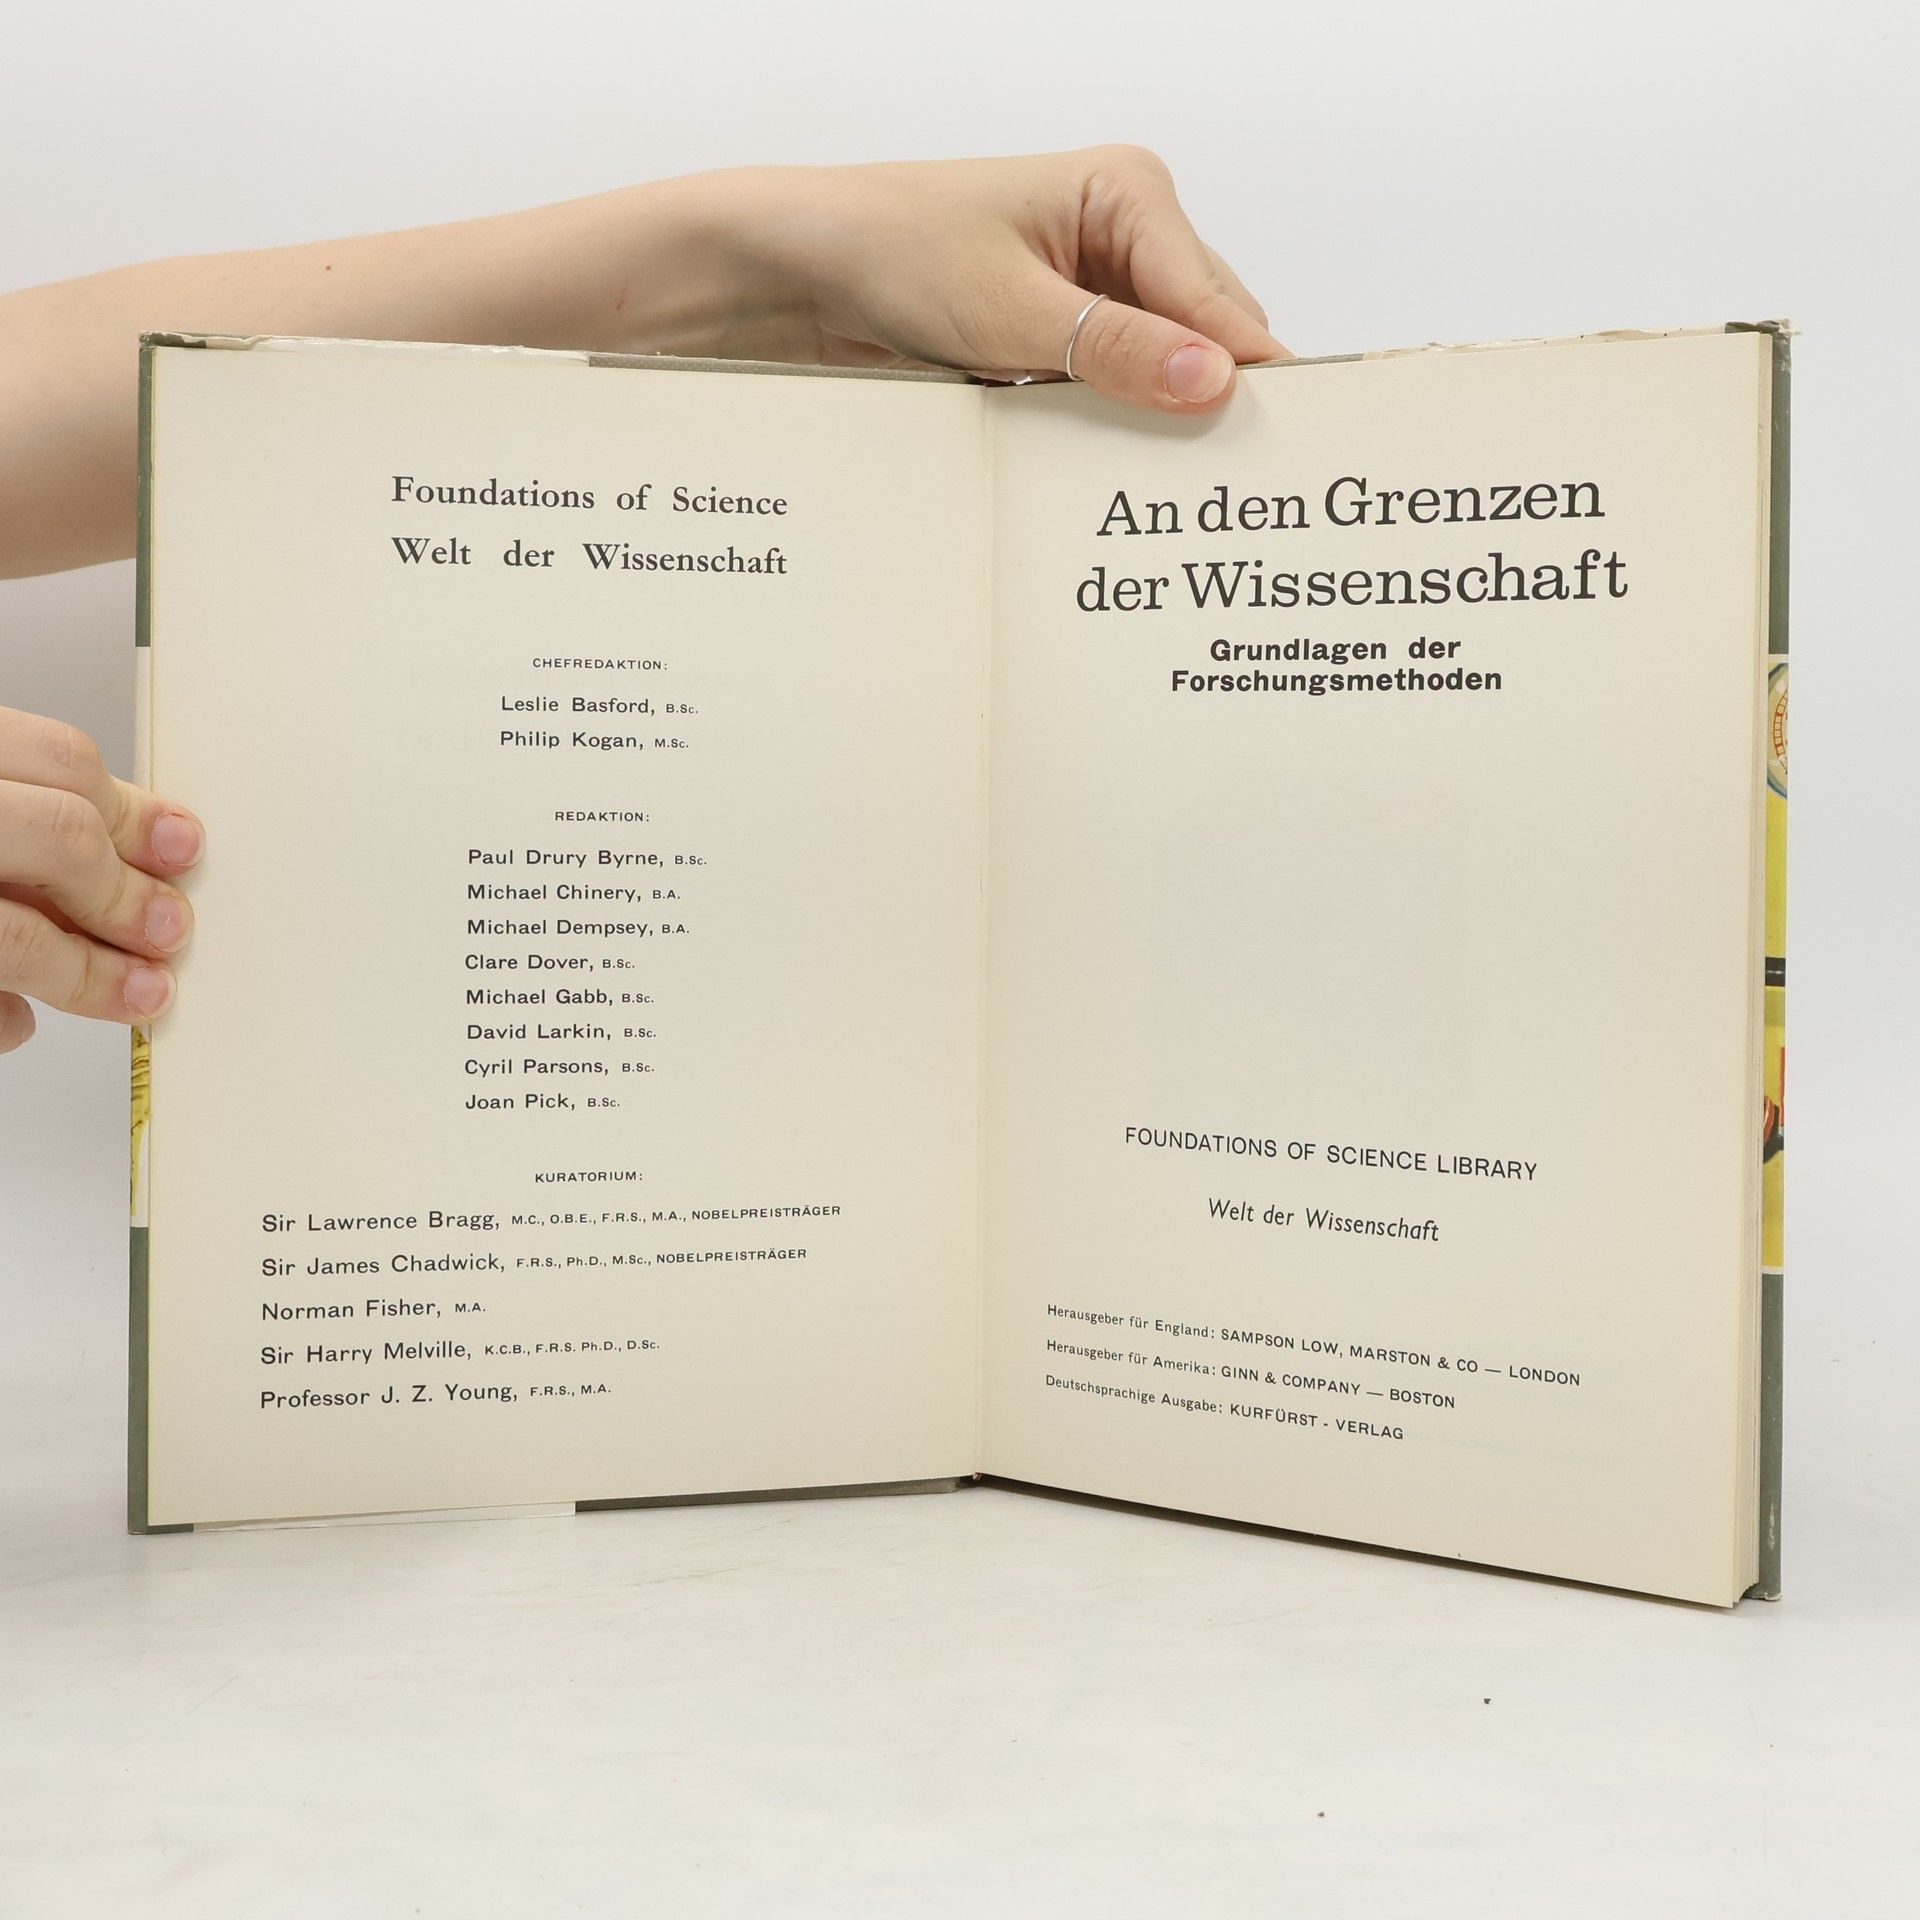 Foundations of Science
Welt der Wissenschaft
CHEFREDAKTION:
Leslie Basford, B.Sc.
Philip Kogan, M.Sc.
REDAKTION:
Paul Drury Byrne, B.Sc.
Michael Chinery, B.A.
Michael Dempsey, B.A.
Clare Dover, B.Sc.
Michael Gabb, B.Sc.
David Larkin, B.Sc.
Cyril Parsons, B.Sc.
Joan Pick, B.Sc.
KURATORIUM:
Sir Lawrence Bragg, M.C., O.B.E., F.R.S., M.A., NOBELPREISTRÄGER
Sir James Chadwick, F.R.S., Ph.D., M.Sc., NOBELPREISTRÄGER
Norman Fisher, M.A.
Sir Harry Melville, K.C.B., F.R.S. Ph.D., D.Sc.
Professor J. Z. Young, F.R.S., M.A.
An den Grenzen
der Wissenschaft
Grundlagen der
Forschungsmethoden
FOUNDATIONS OF SCIENCE LIBRARY
Welt der Wissenschaft
Herausgeber für England: SAMPSON LOW, MARSTON & CO — LONDON
Herausgeber für Amerika: GINN & COMPANY — BOSTON
Deutschsprachige Ausgabe: KURFÜRST - VERLAG